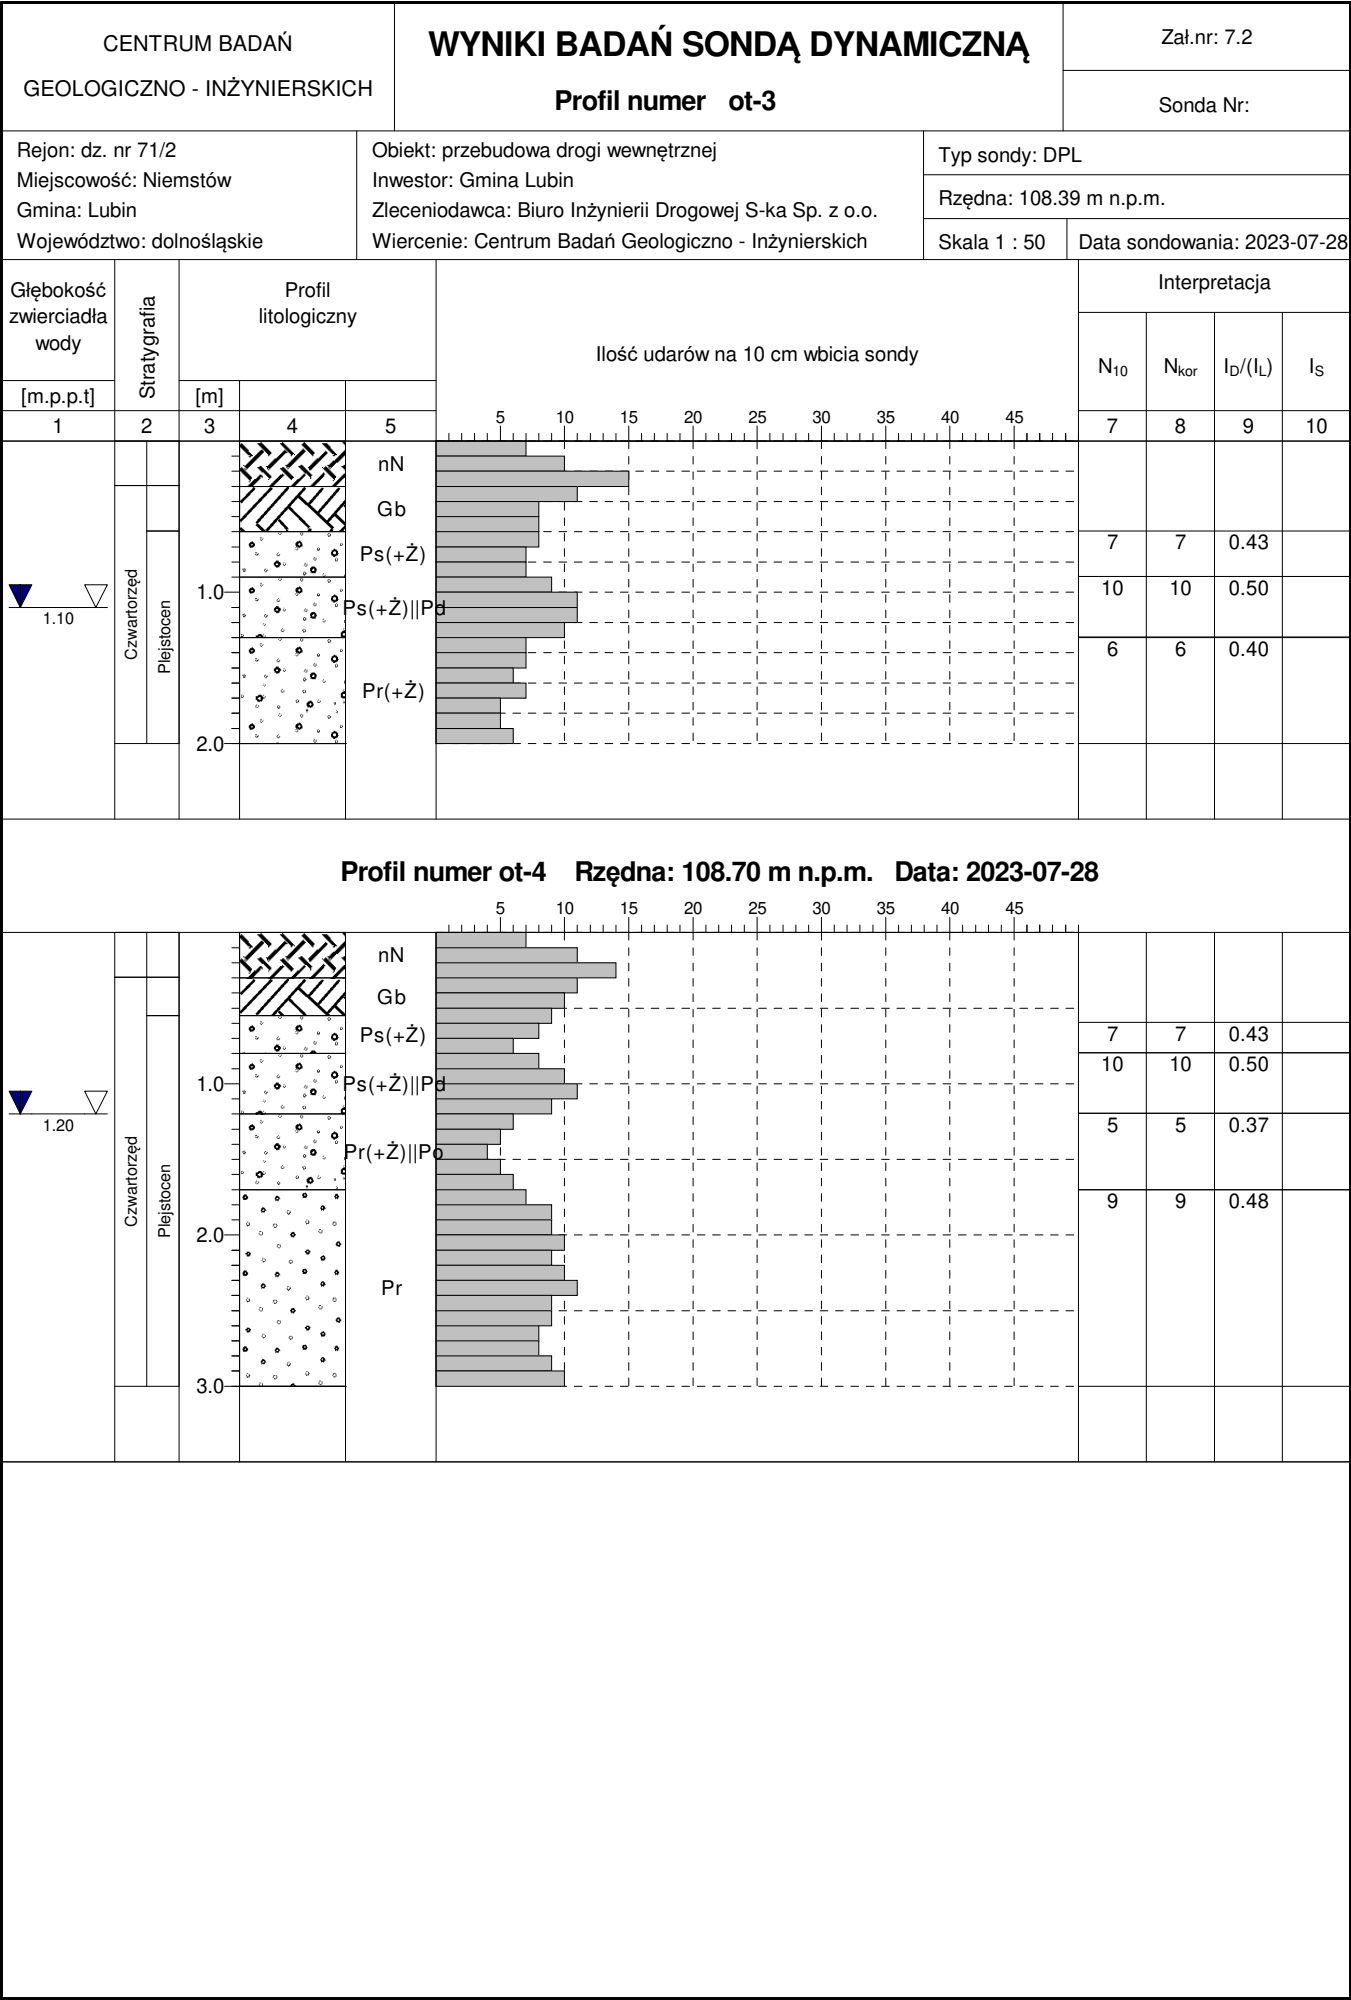 CENTRUM BADAŃ
GEOLOGICZNO - INŻYNIERSKICH
WYNIKI BADAŃ SONDĄ DYNAMICZNĄ
Profil numer ot-3
Zał.nr: 7.2
Sonda Nr:
Rejon: dz. nr 71/2
Miejscowość: Niemstów
Gmina: Lubin
Województwo: dolnośląskie
Obiekt: przebudowa drogi wewnętrznej
Inwestor: Gmina Lubin
Zleceniodawca: Biuro Inżynierii Drogowej S-ka Sp. z o.o.
Wiercenie: Centrum Badań Geologiczno - Inżynierskich
Typ sondy: DPL
Rzędna: 108.39 m n.p.m.
Skala 1 : 50
Data sondowania: 2023-07-28
Głębokość
zwierciadła
wody
[m.p.p.t]
Stratygrafia
Profil
litologiczny
[m]
Ilość udarów na 10 cm wbicia sondy
Interpretacja
N10 Nkor ID/(IL) IS
5 10 15 20 25 30 35 40 45
1 2 3 4 5 7 8 9 10
nN
Gb
Ps(+Ż) 7 7 0.43
1.0 Ps(+Ż)||Pd 10 10 0.50
1.10
Czwartorzęd
Plejstocen
Pr(+Ż) 6 6 0.40
2.0
Profil numer ot-4 Rzędna: 108.70 m n.p.m. Data: 2023-07-28
5 10 15 20 25 30 35 40 45
nN
Gb
Ps(+Ż) 7 7 0.43
1.0 Ps(+Ż)||Pd 10 10 0.50
1.20
Czwartorzęd
Plejstocen
Pr(+Ż)||Po 5 5 0.37
9 9 0.48
2.0
Pr
3.0